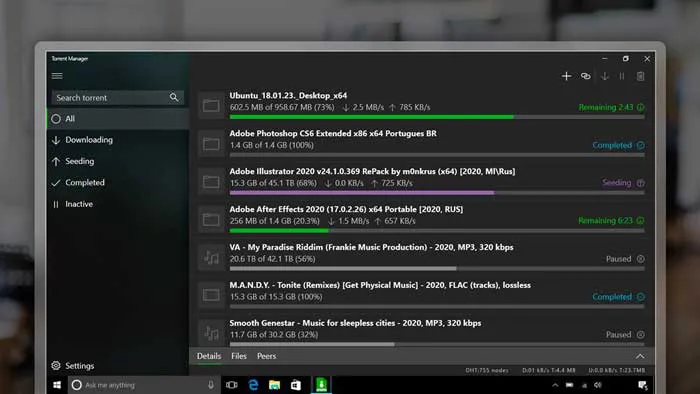 Torrent Manager
Search torrent
All
Downloading
Seeding
Completed
Inactive
Settings
Ubuntu_18.01.23._Desktop_x64
602.5 MB of 958.67 MB (73%) ↓ 2.5 MB/s ↑ 785 KB/s
Remaining 2:43
Adobe Photoshop CS6 Extended x86 x64 Portugues BR
1.4 GB of 1.4 GB (100%)
Completed
Adobe Illustrator 2020 v24.1.0.369 RePack by m0nkrus (x64) [2020, MI\Rus]
15.3 GB of 45.1 TB (68%) ↓ 0.0 KB/s ↑ 725 KB/s
Seeding
Adobe After Effects 2020 (17.0.2.26) x64 Portable [2020, RUS]
256 MB of 1.4 GB (20.3%) ↓ 1.5 MB/s ↑ 657 KB/s
Remaining 6:23
VA - My Paradise Riddim (Frankie Music Production) - 2020, MP3, 320 kbps
20.6 TB of 42.1 TB (56%)
Paused
M.A.N.D.Y. - Tonite (Remixes) [Get Physical Music] - 2020, FLAC (tracks), lossless
15.3 GB of 15.3 GB (100%)
Completed
Smooth Genestar - Music for sleepless cities - 2020, MP3, 320 kbps
11.7 GB of 30.2 GB (32%)
Paused
Details Files Peers
DHT:755 nodes D:01 kB/s T:4.4 MB U:0.0 kB/s T:23.7MB
Ask me anything